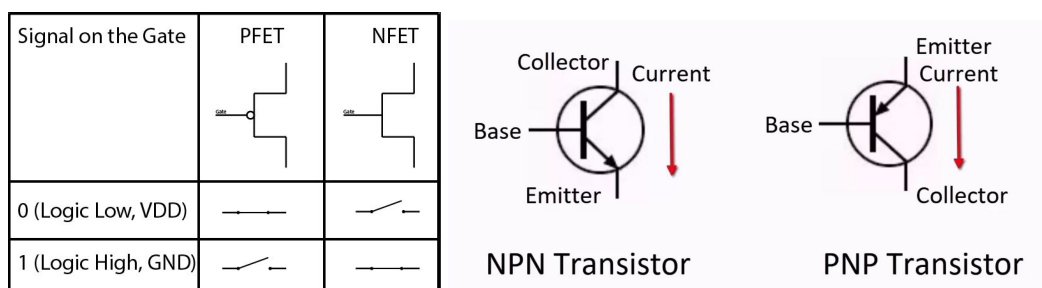 Signal on the Gate
PFET
NFET
Gate
Gate
0 (Logic Low, VDD)
1 (Logic High, GND)
Collector
Current
Base
Emitter
NPN Transistor
Emitter
Current
Base
Collector
PNP Transistor